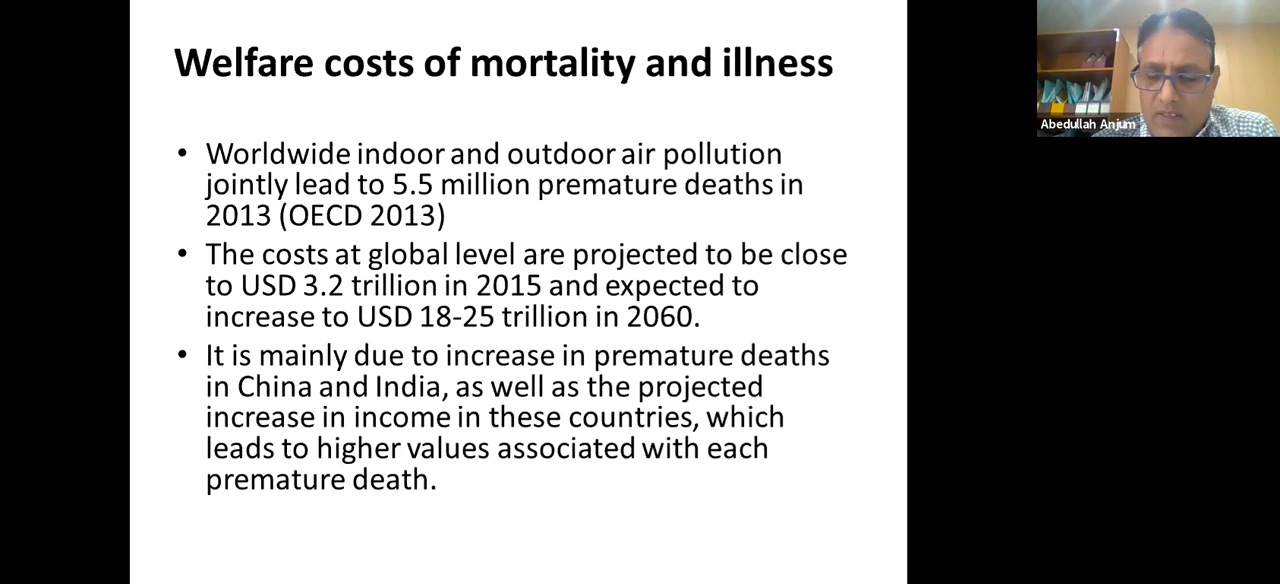 Welfare costs of mortality and illness
• Worldwide indoor and outdoor air pollution
jointly lead to 5.5 million premature deaths in
2013 (OECD 2013)
• The costs at global level are projected to be close
to USD 3.2 trillion in 2015 and expected to
increase to USD 18-25 trillion in 2060.
• It is mainly due to increase in premature deaths
in China and India, as well as the projected
increase in income in these countries, which
leads to higher values associated with each
premature death.
Abedullah Anjum